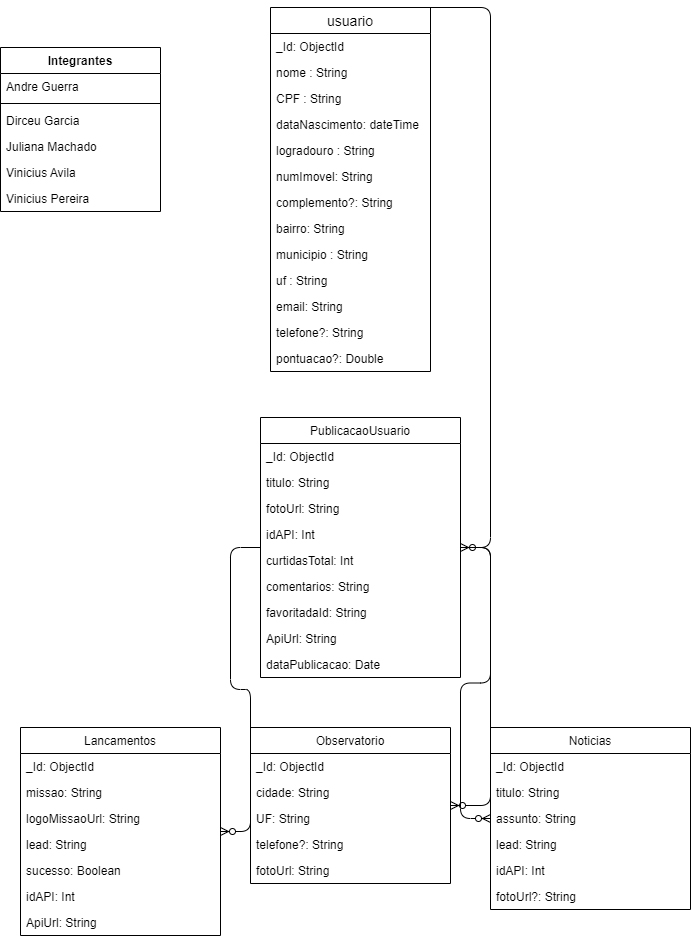 Integrantes
Andre Guerra
Dirceu Garcia
Juliana Machado
Vinicius Avila
Vinicius Pereira
usuario
_Id: ObjectId
nome : String
CPF : String
dataNascimento: dateTime
logradouro : String
numImovel: String
complemento?: String
bairro: String
municipio : String
uf : String
email: String
telefone?: String
pontuacao?: Double
PublicacaoUsuario
_Id: ObjectId
titulo: String
fotoUrl: String
idAPI: Int
curtidasTotal: Int
comentarios: String
favoritadaId: String
ApiUrl: String
dataPublicacao: Date
Lancamentos
_Id: ObjectId
missao: String
logoMissaoUrl: String
lead: String
sucesso: Boolean
idAPI: Int
ApiUrl: String
Observatorio
_Id: ObjectId
cidade: String
UF: String
telefone?: String
fotoUrl: String
Noticias
_Id: ObjectId
titulo: String
assunto: String
lead: String
idAPI: Int
fotoUrl?: String